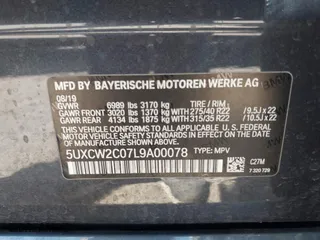 MFD BY BAYERISCHE MOTOREN WERKE AG
08/19
GVWR 6989 lbs 3170 kg TIRE / RIM:
GAWR FRONT 3020 lbs 1370 kg 275/40 R22 /9.5J x 22
GAWR REAR 4134 lbs 1875 kg 315/35 R22 /10.5J x 22
THIS VEHICLE CONFORMS TO ALL APPLICABLE U. S. FEDERAL
MOTOR VEHICLE SAFETY STANDARDS IN EFFECT ON THE DATE OF
MANUFACTURE SHOWN ABOVE.
5UXCW2C07L9A00078 TYPE: MPV C27M
7 320 729